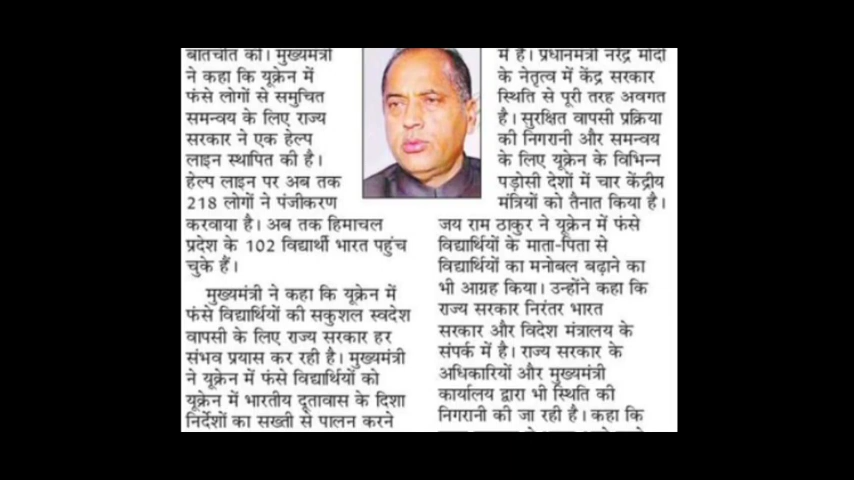 बातचीत की। मुख्यमंत्री
ने कहा कि यूक्रेन में
फंसे लोगों से समुचित
समन्वय के लिए राज्य
सरकार ने एक हेल्प
लाइन स्थापित की है।
हेल्प लाइन पर अब तक
218 लोगों ने पंजीकरण
करवाया है। अब तक हिमाचल
प्रदेश के 102 विद्यार्थी भारत पहुंच
चुके हैं।
मुख्यमंत्री ने कहा कि यूक्रेन में
फंसे विद्यार्थियों की सकुशल स्वदेश
वापसी के लिए राज्य सरकार हर
संभव प्रयास कर रही है। मुख्यमंत्री
ने यूक्रेन में फंसे विद्यार्थियों को
यूक्रेन में भारतीय दूतावास के दिशा
निर्देशों का सख्ती से पालन करने
में है। प्रधानमंत्री नरेंद्र मोदी
के नेतृत्व में केंद्र सरकार
स्थिति से पूरी तरह अवगत
है। सुरक्षित वापसी प्रक्रिया
की निगरानी और समन्वय
के लिए यूक्रेन के विभिन्न
पड़ोसी देशों में चार केंद्रीय
मंत्रियों को तैनात किया है।
जय राम ठाकुर ने यूक्रेन में फंसे
विद्यार्थियों के माता-पिता से
विद्यार्थियों का मनोबल बढ़ाने का
भी आग्रह किया। उन्होंने कहा कि
राज्य सरकार निरंतर भारत
सरकार और विदेश मंत्रालय के
संपर्क में है। राज्य सरकार के
अधिकारियों और मुख्यमंत्री
कार्यालय द्वारा भी स्थिति की
निगरानी की जा रही है। कहा कि